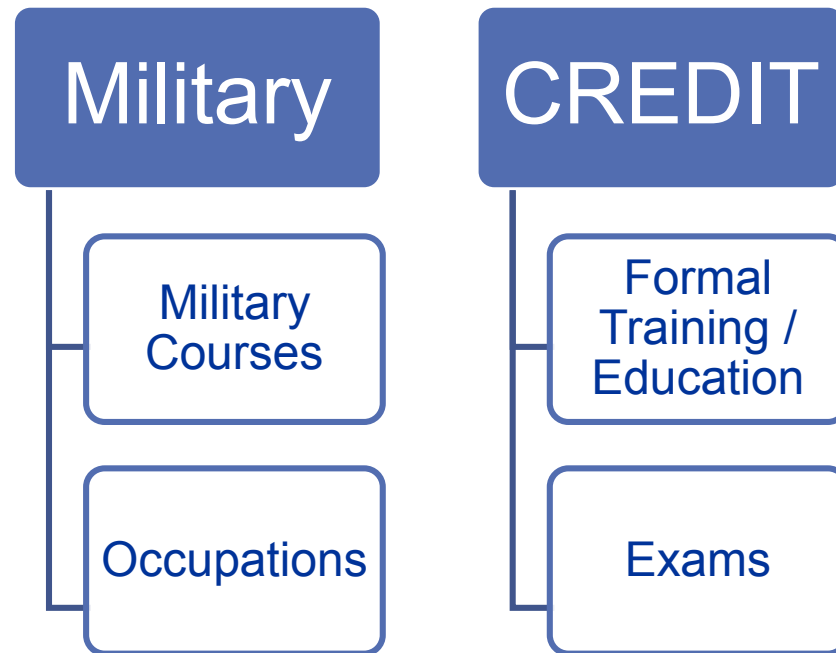 Military
Military
Courses
Occupations
CREDIT
Formal
Training /
Education
Exams